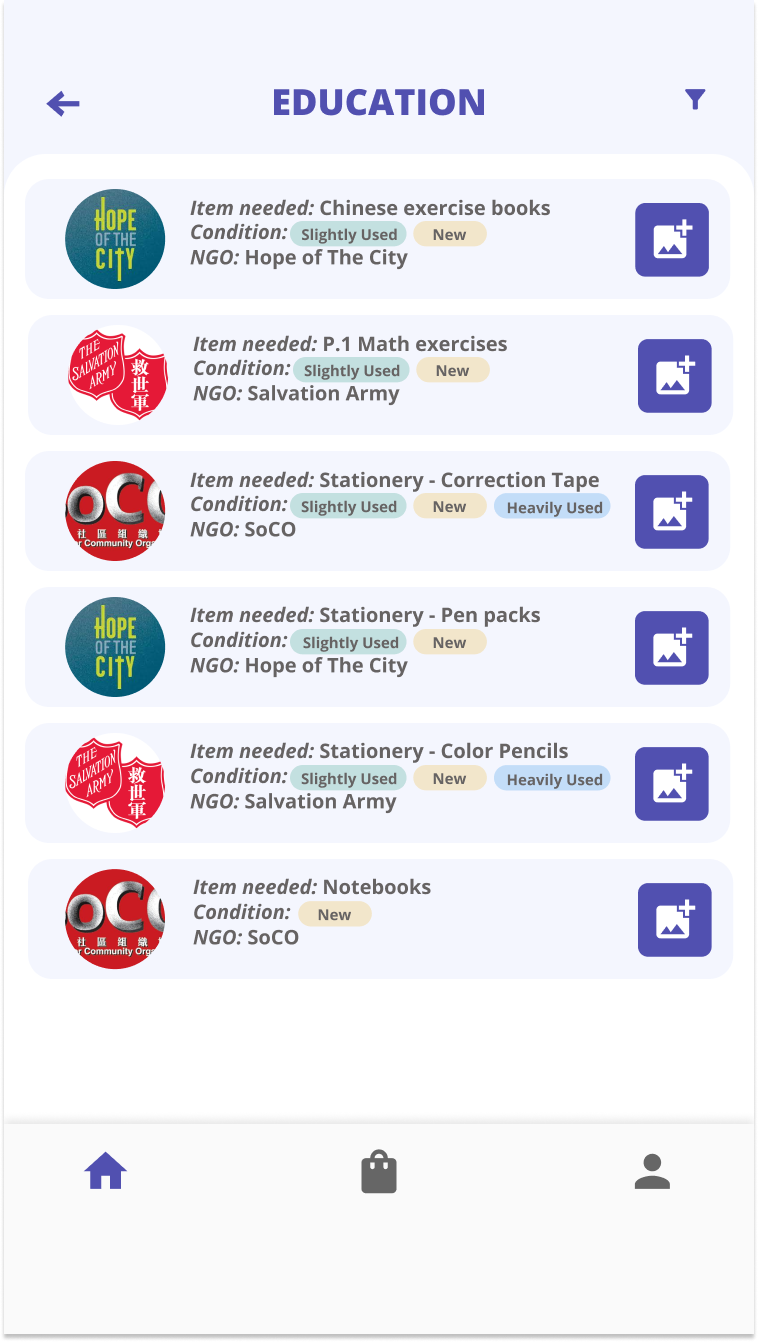 EDUCATION
HOPE
OF THE
CITY
Item needed: Chinese exercise books
Condition: Slightly Used New
NGO: Hope of The City
THE
SALVATION
ARMY
救世軍
Item needed: P.1 Math exercises
Condition: Slightly Used New
NGO: Salvation Army
oCO
社區組織
Community
Item needed: Stationery - Correction Tape
Condition: Slightly Used New Heavily Used
NGO: SoCO
HOPE
OF THE
CITY
Item needed: Stationery - Pen packs
Condition: Slightly Used New
NGO: Hope of The City
THE
SALVATION
ARMY
救世軍
Item needed: Stationery - Color Pencils
Condition: Slightly Used New Heavily Used
NGO: Salvation Army
oCO
社區組織
Community
Item needed: Notebooks
Condition: New
NGO: SoCO